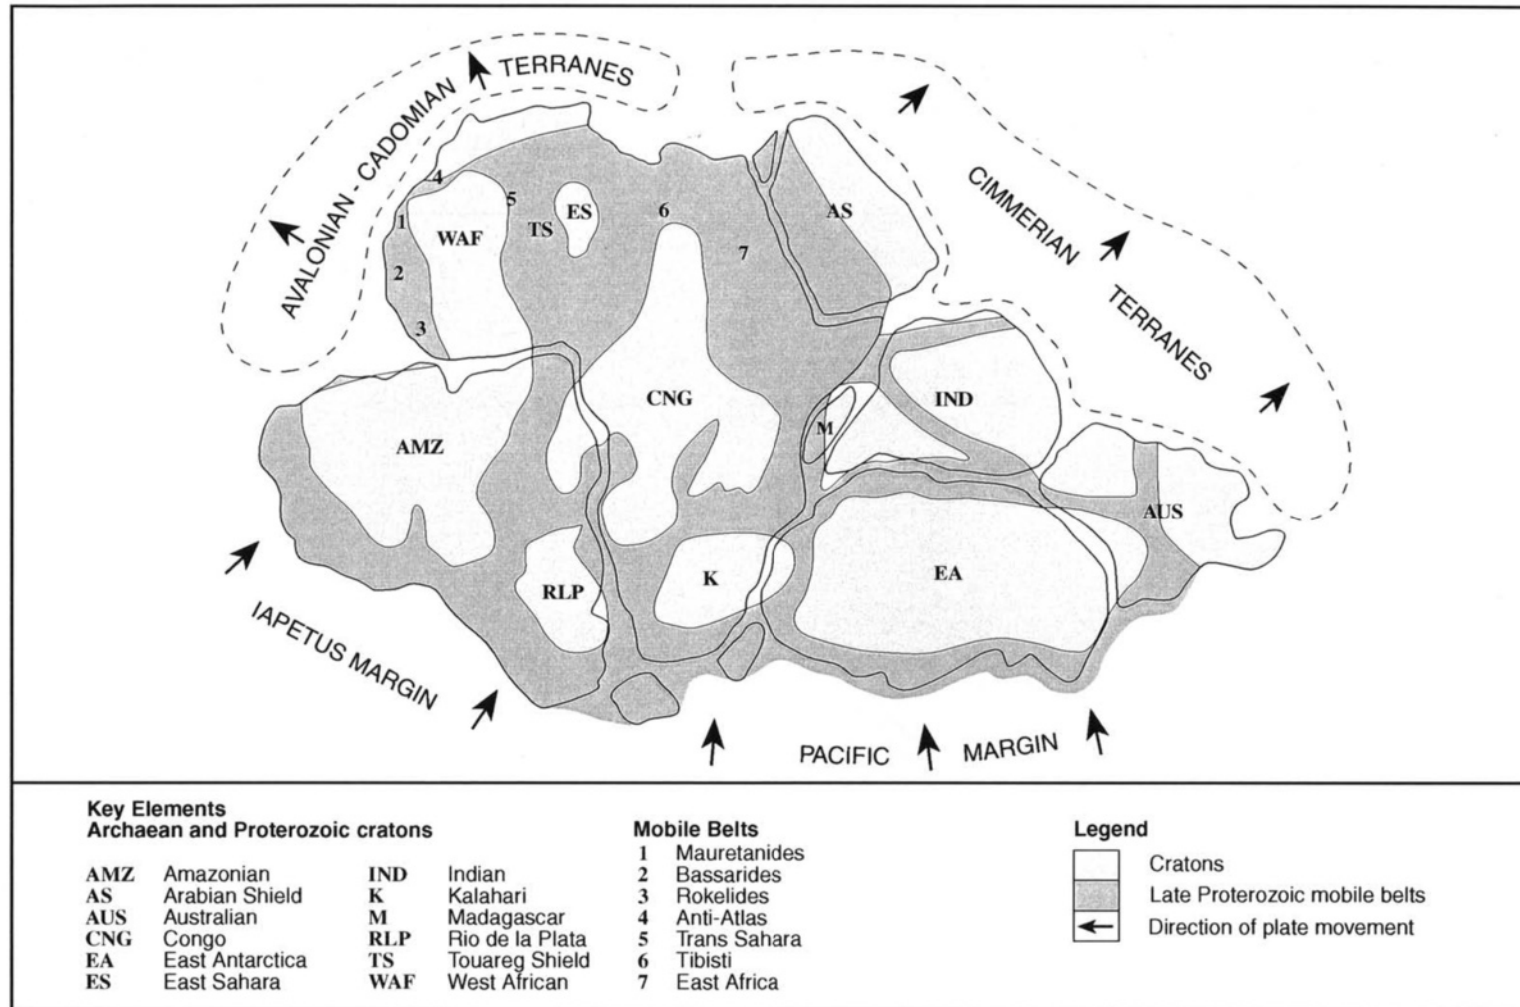 AVALONIAN - CADOMIAN TERRANES
CIMMERIAN TERRANES
4
5
1
WAF
TS
ES
6
AS
2
7
3
CNG
IND
M
AMZ
AUS
RLP
K
EA
IAPETUS MARGIN
PACIFIC MARGIN
Key Elements
Archaean and Proterozoic cratons
AMZ Amazonian
AS Arabian Shield
AUS Australian
CNG Congo
EA East Antarctica
ES East Sahara
IND Indian
K Kalahari
M Madagascar
RLP Rio de la Plata
TS Touareg Shield
WAF West African
Mobile Belts
1 Mauretanides
2 Bassarides
3 Rokelides
4 Anti-Atlas
5 Trans Sahara
6 Tibisti
7 East Africa
Legend
Cratons
Late Proterozoic mobile belts
Direction of plate movement